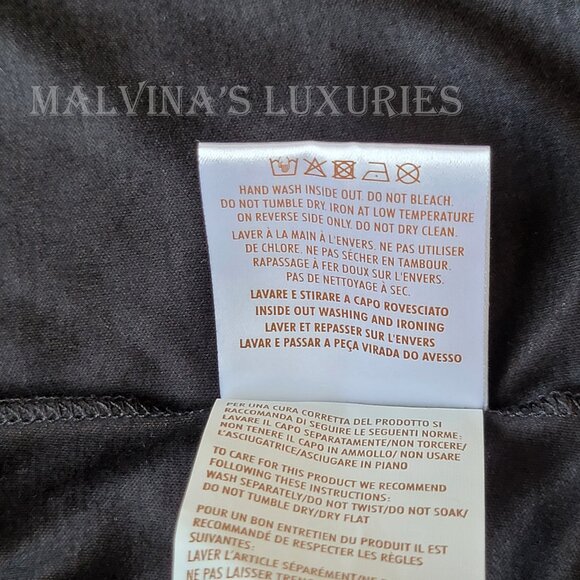 MALVINA'S LUXURIES
HAND WASH INSIDE OUT. DO NOT BLEACH.
DO NOT TUMBLE DRY. IRON AT LOW TEMPERATURE
ON REVERSE SIDE ONLY. DO NOT DRY CLEAN.
LAVER À LA MAIN À L'ENVERS. NE PAS UTILISER
DE CHLORE. NE PAS SÉCHER EN TAMBOUR.
RAPASSAGE À FER DOUX SUR L'ENVERS.
PAS DE NETTOYAGE À SEC.
LAVARE E STIRARE A CAPO ROVESCIATO
INSIDE OUT WASHING AND IRONING
LAVER ET REPASSER SUR L'ENVERS
LAVAR E PASSAR A PEÇA VIRADA DO AVESSO
PER UNA CURA CORRETTA DEL PRODOTTO SI
RACCOMANDA DI SEGUIRE LE SEGUENTI NORME:
LAVARE IL CAPO SEPARATAMENTE/NON TORCERE/
NON TENERE IL CAPO IN AMMOLLO/ NON USARE
L'ASCIUGATRICE/ASCIUGARE IN PIANO
TO CARE FOR THIS PRODUCT WE RECOMMEND
FOLLOWING THESE INSTRUCTIONS:
WASH SEPARATELY/DO NOT TWIST/DO NOT SOAK/
DO NOT TUMBLE DRY/DRY FLAT
POUR UN BON ENTRETIEN DU PRODUIT IL EST
RECOMMANDÉ DE RESPECTER LES RÈGLES
SUIVANTES:
LAVER L'ARTICLE SÉPARÉMENT/NE
NE PAS LAISSER